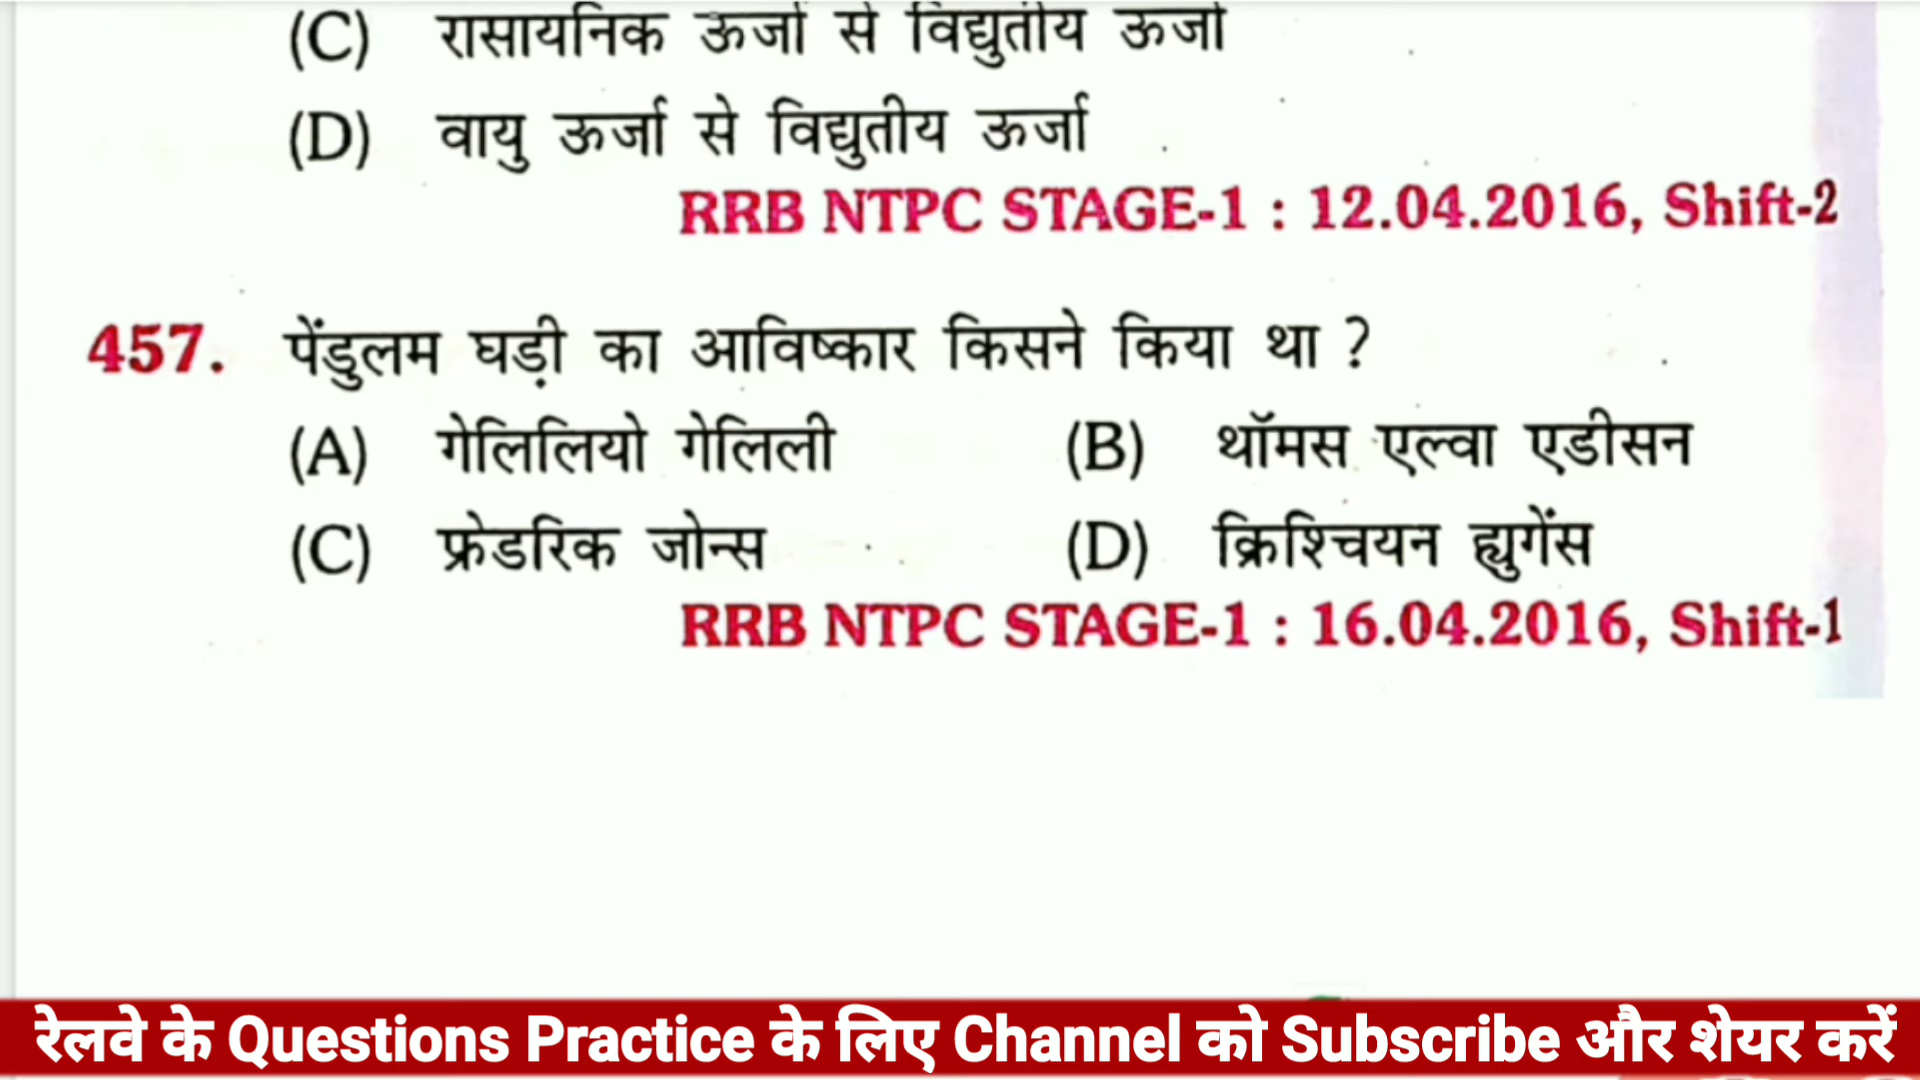 (C) रासायनिक ऊर्जा से विद्युतीय ऊर्जा
(D) वायु ऊर्जा से विद्युतीय ऊर्जा
RRB NTPC STAGE-1 : 12.04.2016, Shift-2
457. पेंडुलम घड़ी का आविष्कार किसने किया था ?
(A) गेलिलियो गेलिली (B) थॉमस एल्वा एडीसन
(C) फ्रेडरिक जोन्स (D) क्रिश्चियन ह्युगेंस
RRB NTPC STAGE-1 : 16.04.2016, Shift-1
रेलवे के Questions Practice के लिए Channel को Subscribe और शेयर करें